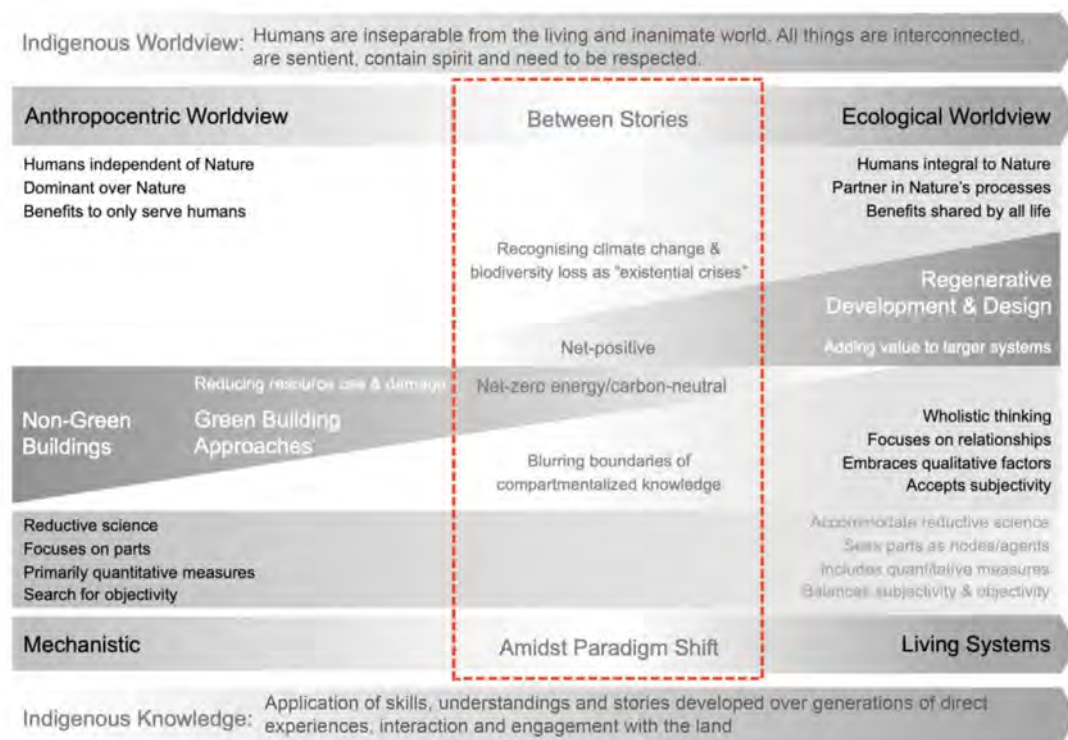 Indigenous Worldview: Humans are inseparable from the living and inanimate world. All things are interconnected,
are sentient, contain spirit and need to be respected.
Anthropocentric Worldview
Between Stories
Ecological Worldview
Humans independent of Nature
Dominant over Nature
Benefits to only serve humans
Humans integral to Nature
Partner in Nature's processes
Benefits shared by all life
Recognising climate change &
biodiversity loss as "existential crises"
Regenerative
Development & Design
Net-positive
Adding value to larger systems
Reducing resource use & damage
Net-zero energy/carbon-neutral
Non-Green
Buildings
Green Building
Approaches
Wholistic thinking
Focuses on relationships
Embraces qualitative factors
Accepts subjectivity
Blurring boundaries of
compartmentalized knowledge
Reductive science
Focuses on parts
Primarily quantitative measures
Search for objectivity
Accommodate reductive science
Sees parts as nodes/agents
Includes quantitative measures
Balances subjectivity & objectivity
Mechanistic
Amidst Paradigm Shift
Living Systems
Indigenous Knowledge: Application of skills, understandings and stories developed over generations of direct
experiences, interaction and engagement with the land